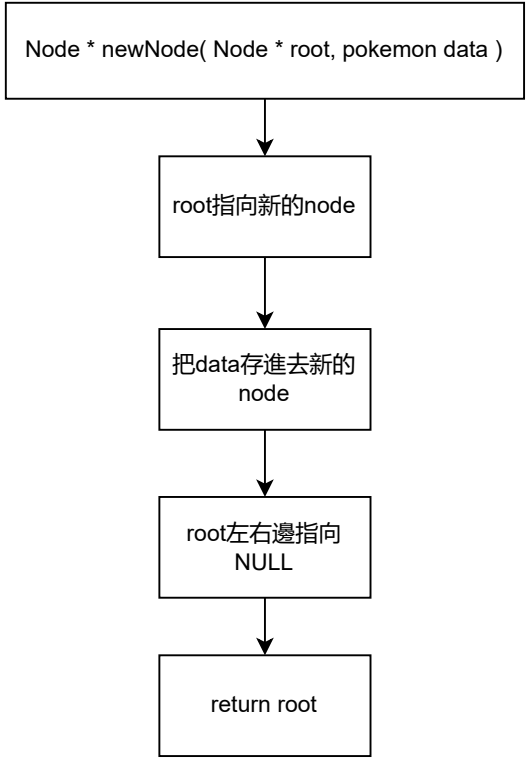 Node * newNode( Node * root, pokemon data )
root指向新的node
把data存進去新的
node
root左右邊指向
NULL
return root